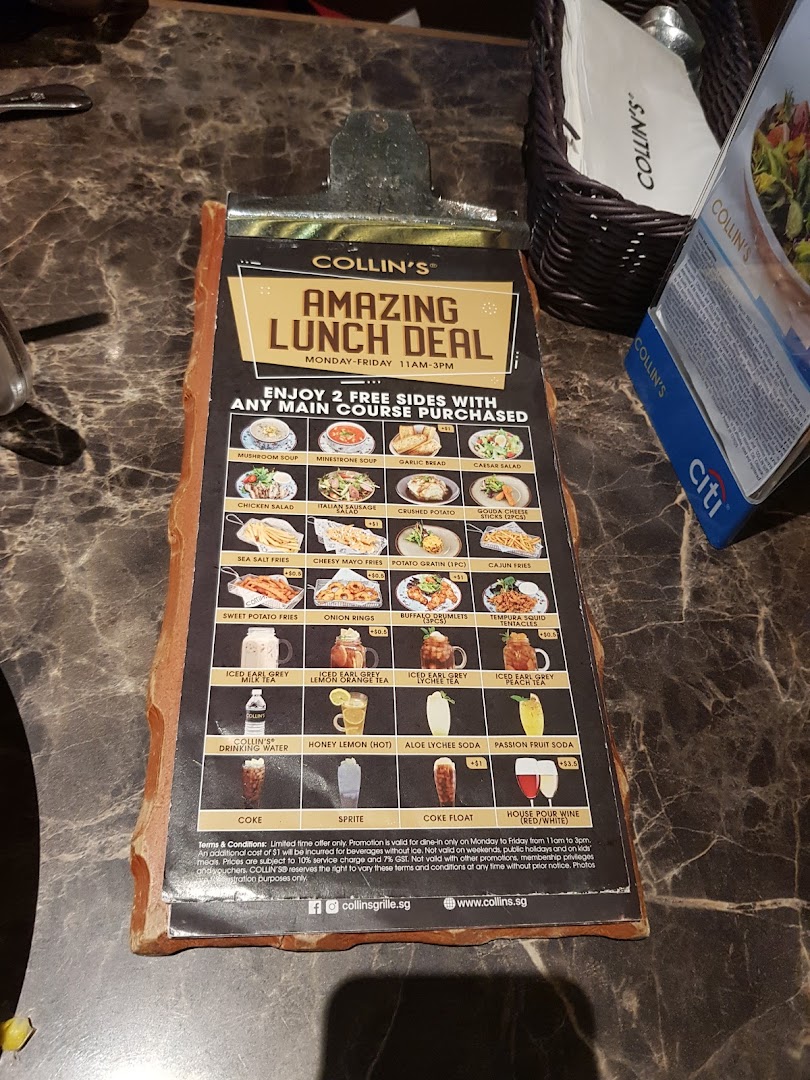 COLLIN'S®
AMAZING
LUNCH DEAL
MONDAY-FRIDAY 11AM-3PM
ENJOY 2 FREE SIDES WITH
ANY MAIN COURSE PURCHASED
+$1
MUSHROOM SOUP MINESTRONE SOUP GARLIC BREAD CAESAR SALAD
CHICKEN SALAD ITALIAN SAUSAGE SALAD CRUSHED POTATO GOUDA CHEESE STICKS (2PCS)
+$1
SEA SALT FRIES CHEESY MAYO FRIES POTATO GRATIN (1PC) CAJUN FRIES
+$0.5 +$0.5 +$1
SWEET POTATO FRIES ONION RINGS BUFFALO DRUMLETS (3PCS) TEMPURA SQUID TENTACLES
+$0.5 +$0.5
ICED EARL GREY MILK TEA ICED EARL GREY LEMON ORANGE TEA ICED EARL GREY LYCHEE TEA ICED EARL GREY PEACH TEA
COLLIN'S
COLLIN'S® DRINKING WATER HONEY LEMON (HOT) ALOE LYCHEE SODA PASSION FRUIT SODA
+$1 +$3.5
COKE SPRITE COKE FLOAT HOUSE POUR WINE (RED/WHITE)
Terms & Conditions: Limited time offer only. Promotion is valid for dine-in only on Monday to Friday from 11am to 3pm.
An additional cost of $1 will be incurred for beverages without ice. Not valid on weekends, public holidays and on kids'
meals. Prices are subject to 10% service charge and 7% GST. Not valid with other promotions, membership privileges
and vouchers. COLLIN'S® reserves the right to vary these terms and conditions at any time without prior notice. Photos
illustration purposes only.
collinsgrille.sg www.collins.sg
COLLIN'S®
COLLIN'S
COLLIN'S
citi